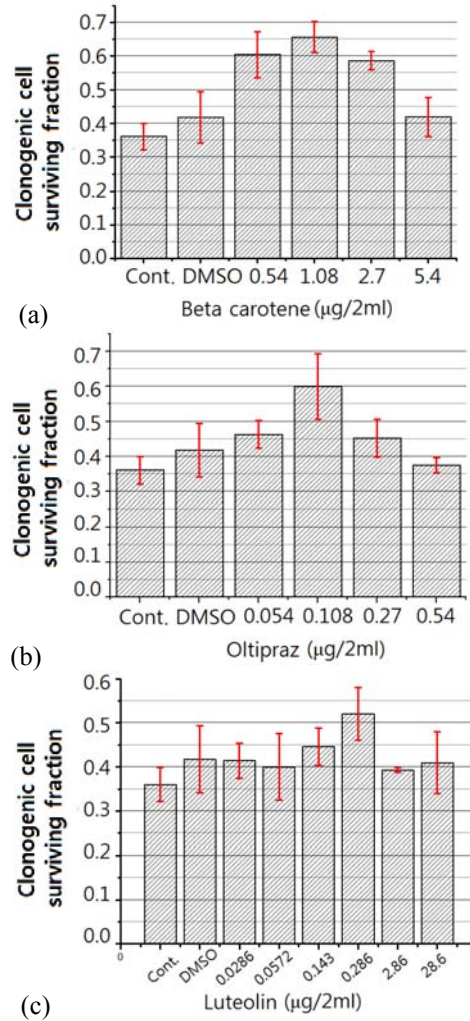 Clonogenic cell
surviving fraction
0.7
0.6
0.5
0.4
0.3
0.2
0.1
0.0
Cont. DMSO 0.54 1.08 2.7 5.4
Beta carotene (μg/2ml)
(a)
Clonogenic cell
surviving fraction
0.7
0.6
0.5
0.4
0.3
0.2
0.1
0.0
Cont. DMSO 0.054 0.108 0.27 0.54
Oltipraz (μg/2ml)
(b)
Clonogenic cell
surviving fraction
0.6
0.5
0.4
0.3
0.2
0.1
0.0
0 Cont. DMSO 0.0286 0.0572 0.143 0.286 2.86 28.6
Luteolin (μg/2ml)
(c)